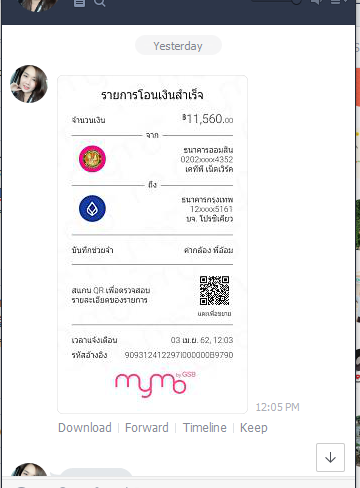 Yesterday
รายการโอนเงินสำเร็จ
จำนวนเงิน
฿11,560.00
จาก
ธนาคารออมสิน
0202xxxx4352
เคทีพี เน็ตเวิร์ค
ถึง
ธนาคารกรุงเทพ
12xxxx5161
บจ. โปรซีเคียว
บันทึกช่วยจำ
ค่ากล้อง พี่อ้อม
สแกน QR เพื่อตรวจสอบ
รายละเอียดของรายการ
แตะเพื่อขยาย
เวลาแจ้งเตือน
03 เม.ย. 62, 12:03
รหัสอ้างอิง
909312412297I000000B9790
mymo by GSB
12:05 PM
Download
Forward
Timeline
Keep